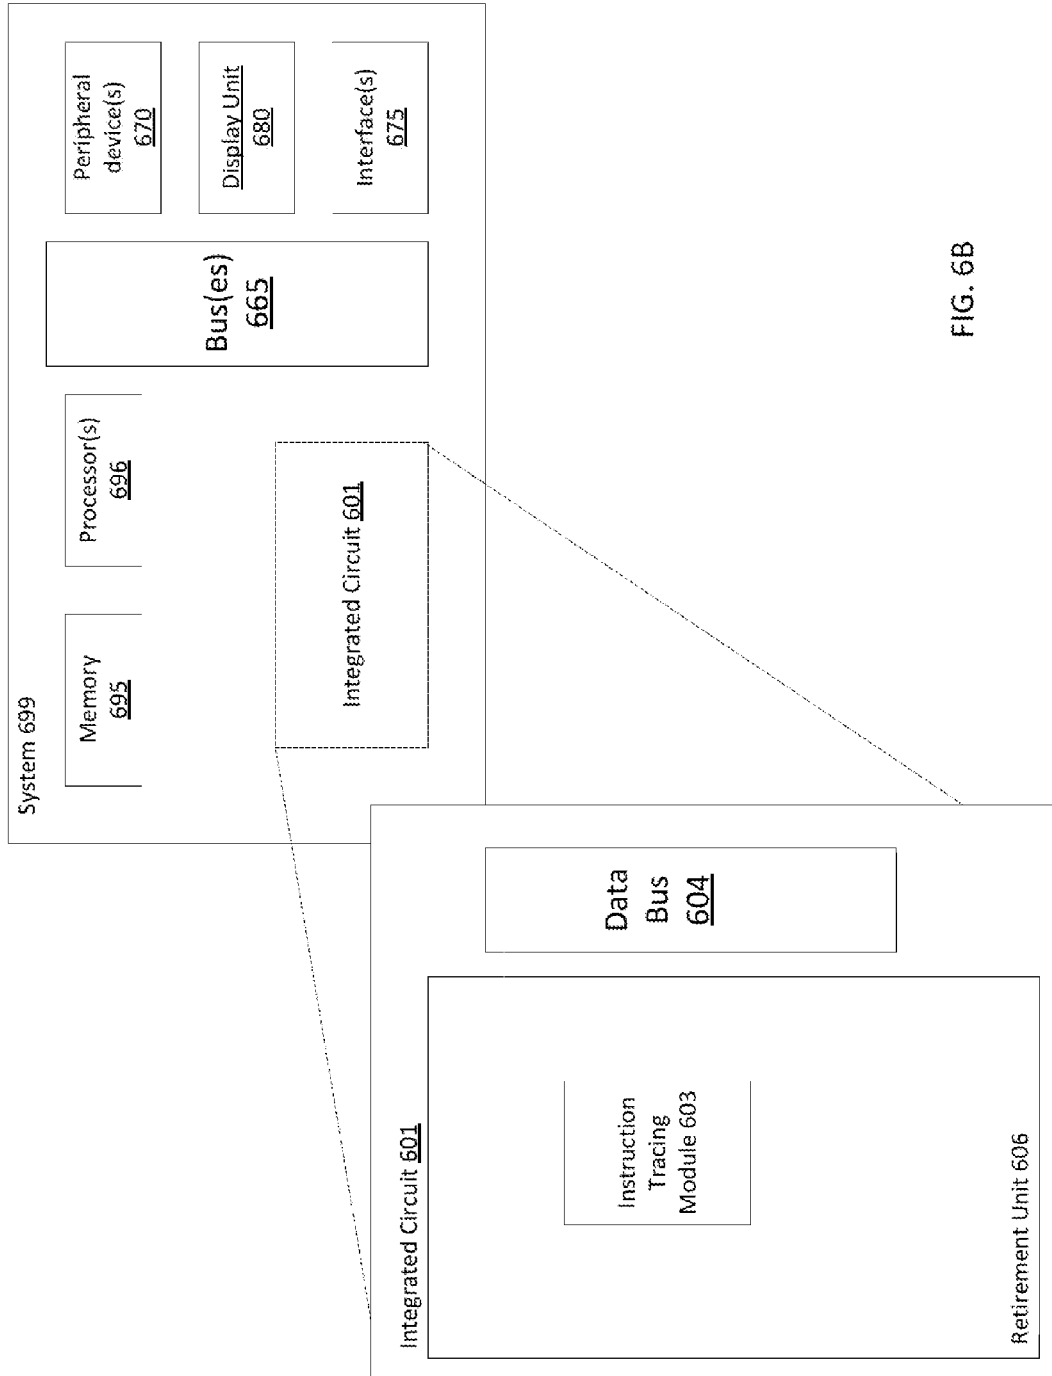 System 699
Memory
695
Processor(s)
696
Integrated Circuit 601
Bus(es)
665
Peripheral
device(s)
670
Display Unit
680
Interface(s)
675
Integrated Circuit 601
Instruction
Tracing
Module 603
Retirement Unit 606
Data
Bus
604
FIG. 6B